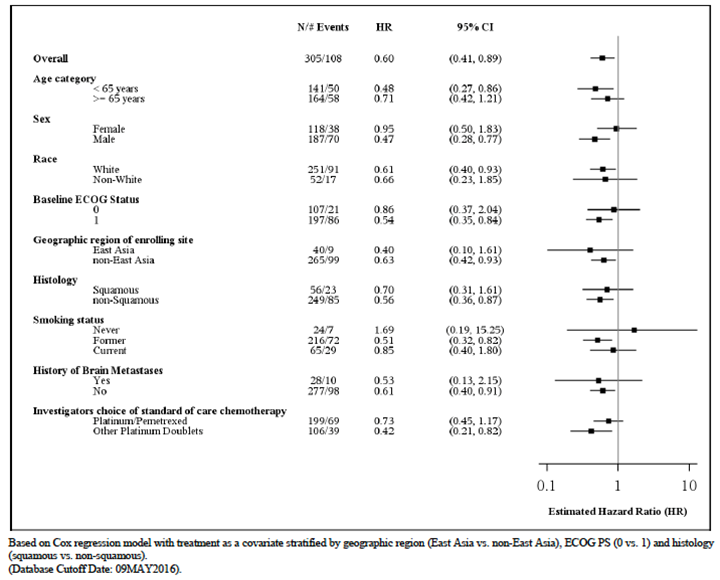 N/# Events HR 95% CI
Overall 305/108 0.60 (0.41, 0.89)
Age category
< 65 years 141/50 0.48 (0.27, 0.86)
>= 65 years 164/58 0.71 (0.42, 1.21)
Sex
Female 118/38 0.95 (0.50, 1.83)
Male 187/70 0.47 (0.28, 0.77)
Race
White 251/91 0.61 (0.40, 0.93)
Non-White 52/17 0.66 (0.23, 1.85)
Baseline ECOG Status
0 107/21 0.86 (0.37, 2.04)
1 197/86 0.54 (0.35, 0.84)
Geographic region of enrolling site
East Asia 40/9 0.40 (0.10, 1.61)
non-East Asia 265/99 0.63 (0.42, 0.93)
Histology
Squamous 56/23 0.70 (0.31, 1.61)
non-Squamous 249/85 0.56 (0.36, 0.87)
Smoking status
Never 24/7 1.69 (0.19, 15.25)
Former 216/72 0.51 (0.32, 0.82)
Current 65/29 0.85 (0.40, 1.80)
History of Brain Metastases
Yes 28/10 0.53 (0.13, 2.15)
No 277/98 0.61 (0.40, 0.91)
Investigators choice of standard of care chemotherapy
Platinum/Pemetrexed 199/69 0.73 (0.45, 1.17)
Other Platinum Doublets 106/39 0.42 (0.21, 0.82)
0.1 1 10
Estimated Hazard Ratio (HR)
Based on Cox regression model with treatment as a covariate stratified by geographic region (East Asia vs. non-East Asia), ECOG PS (0 vs. 1) and histology
(squamous vs. non-squamous).
(Database Cutoff Date: 09MAY2016).